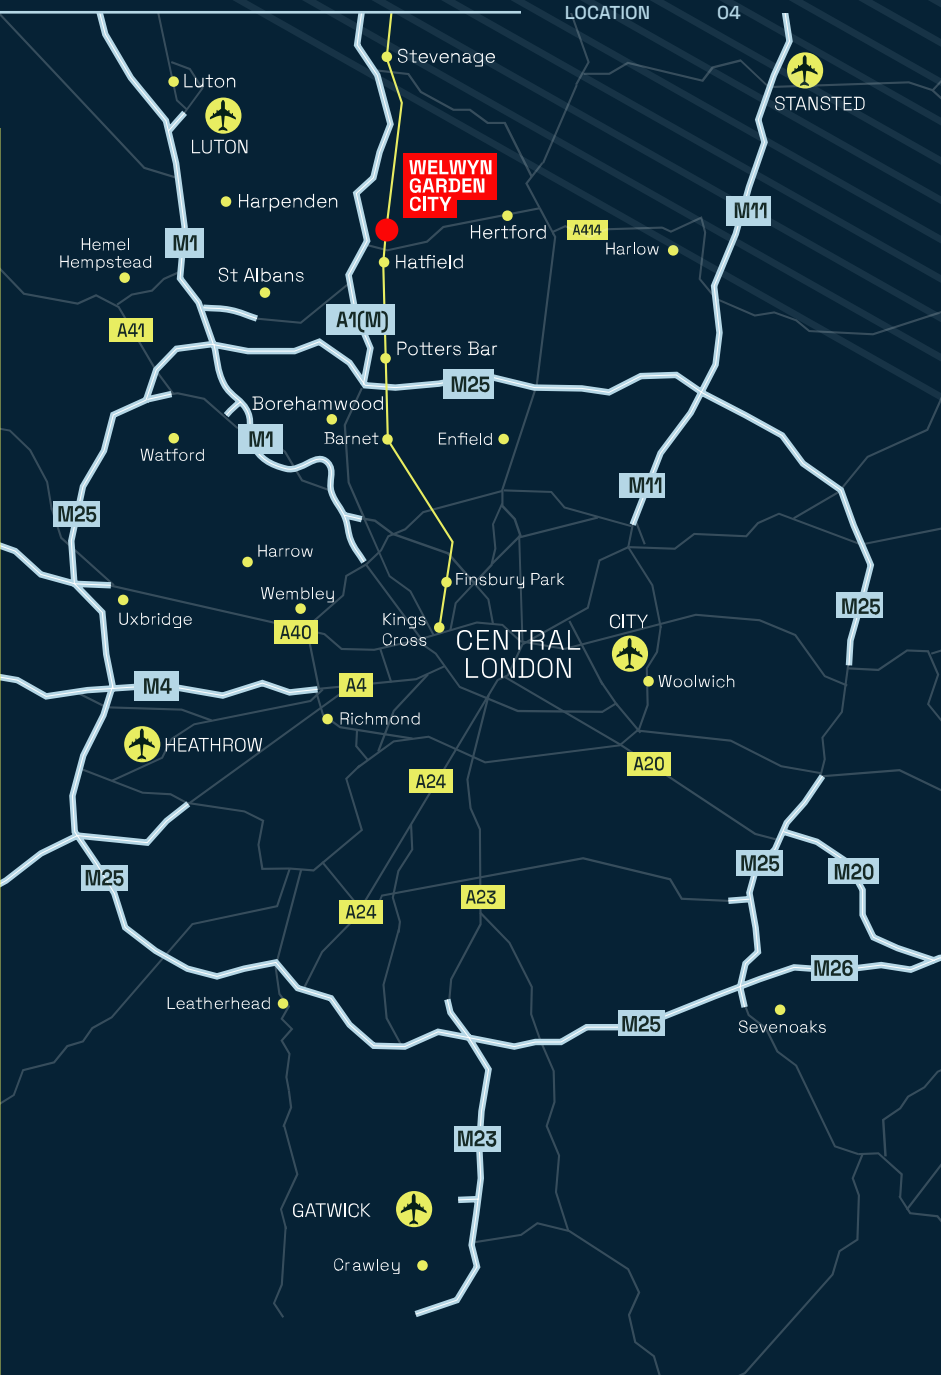 LOCATION 04
Stevenage
STANSTED
Luton
LUTON
WELWYN
GARDEN
CITY
Harpenden
M11
Hertford
A414
Harlow
M1
Hemel
Hempstead
Hatfield
St Albans
A1(M)
A41
Potters Bar
M25
Borehamwood
M1
Barnet
Enfield
Watford
M11
M25
Harrow
Finsbury Park
Wembley
M25
Uxbridge
A40
Kings
Cross
CITY
CENTRAL
LONDON
M4
A4
Woolwich
Richmond
HEATHROW
A20
A24
M25
M25
M20
A24
A23
M26
Leatherhead
M25
Sevenoaks
M23
GATWICK
Crawley